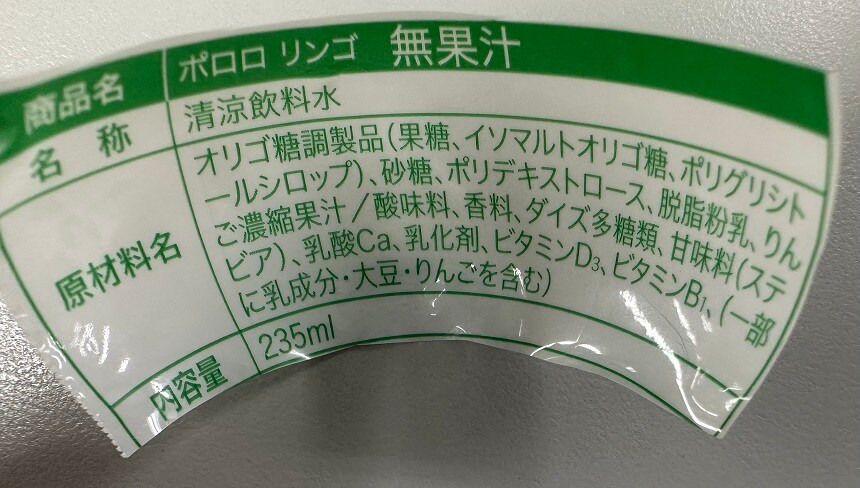 商品名 ポロロ リンゴ 無果汁
名称 清涼飲料水
原材料名
オリゴ糖調製品(果糖、イソマルトオリゴ糖、ポリグリシト
ールシロップ)、砂糖、ポリデキストロース、脱脂粉乳、りん
ご濃縮果汁/酸味料、香料、ダイズ多糖類、甘味料(ステ
ビア)、乳酸Ca、乳化剤、ビタミンD₃、ビタミンB₁、(一部
に乳成分・大豆・りんごを含む)
内容量 235ml